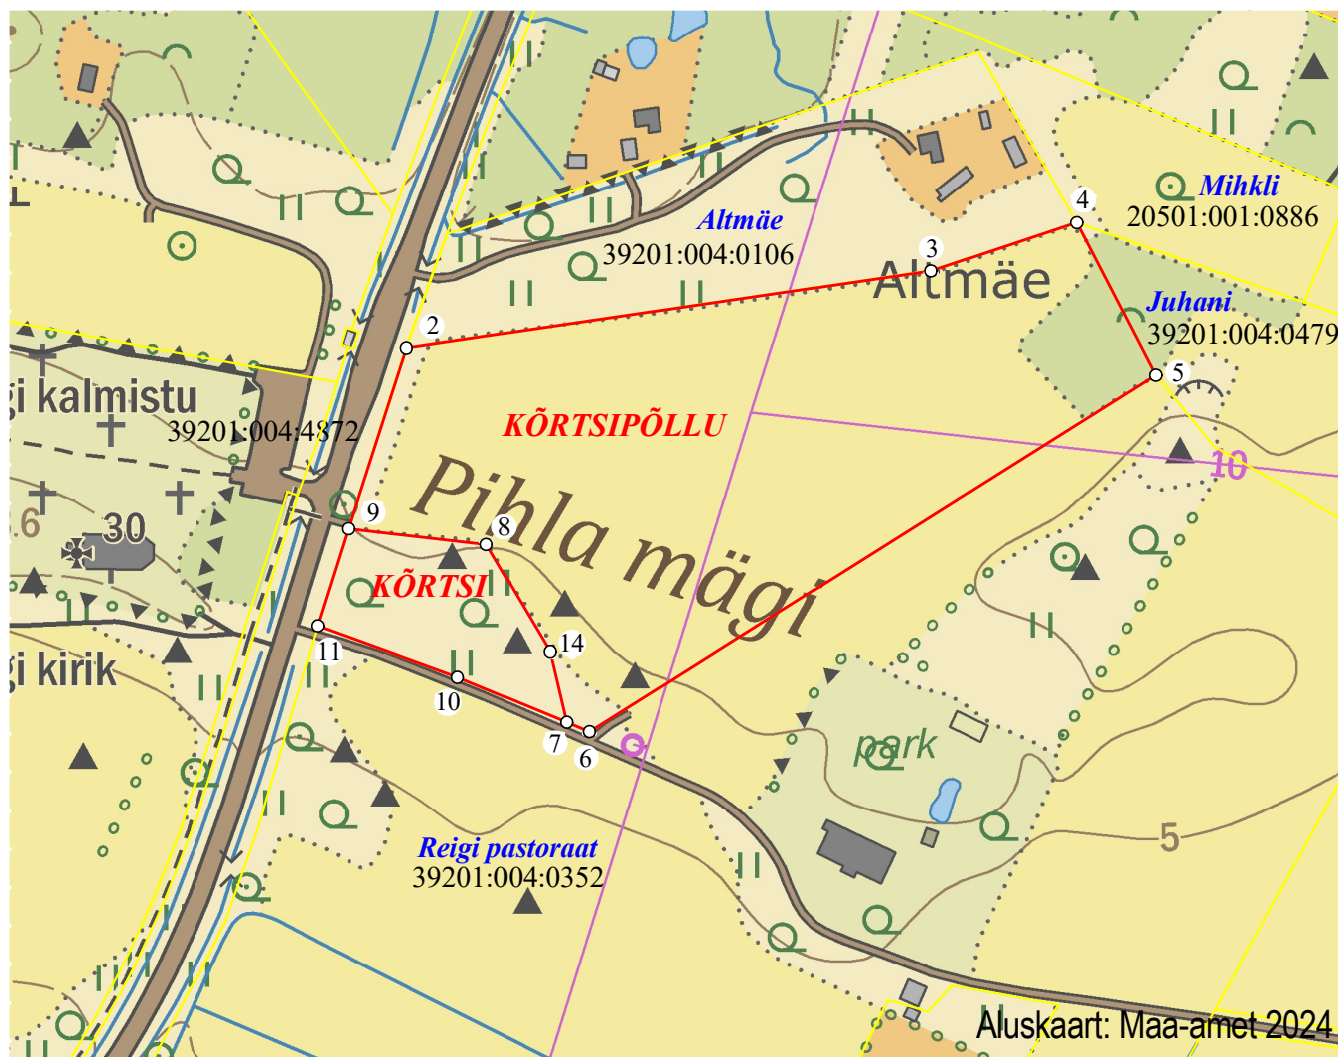 Mihkli
20501:001:0886
4
Altmäe
39201:004:0106
3
Altmäe
Juhani
39201:004:0479
2
5
gi kalmistu
39201:004:4872
KÕRTSIPÕLLU
10
Pihla mägi
.6
30
9
8
KÕRTSI
11
14
gi kirik
10
7
6
park
5
Reigi pastoraat
39201:004:0352
Aluskaart: Maa-amet 2024